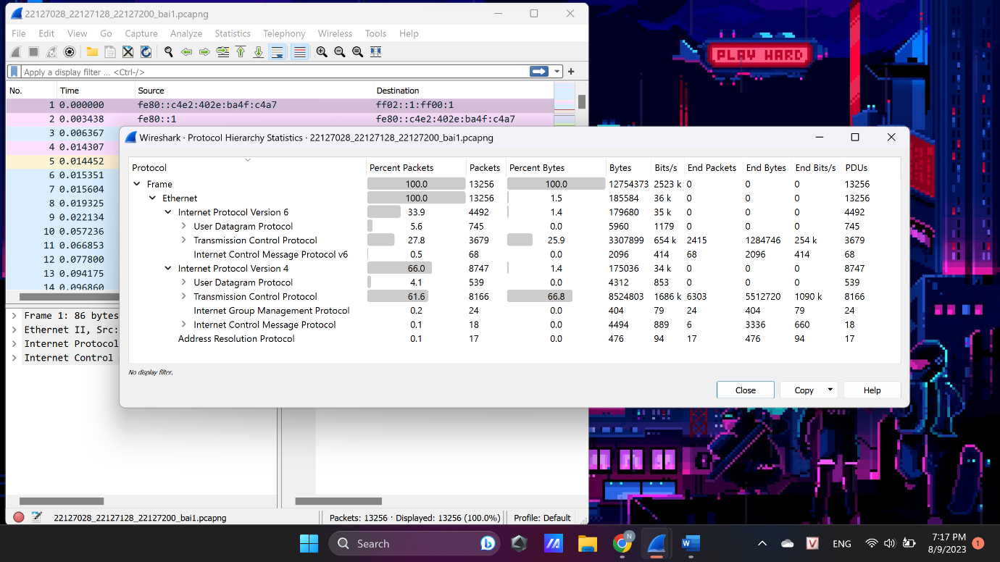 22127028_22127128_22127200_bai1.pcapng
File Edit View Go Capture Analyze Statistics Telephony Wireless Tools Help
Apply a display filter … <Ctrl-/>
No. Time Source Destination
1 0.000000 fe80::c4e2:402e:ba4f:c4a7 ff02::1:ff00:1
2 0.003438 fe80::1 fe80::c4e2:402e:ba4f:c4a7
3 0.006367
4 0.014307
5 0.014452
6 0.015351
7 0.015604
8 0.019325
9 0.022134
10 0.057236
11 0.066853
12 0.077800
13 0.094175
14 0.096860
Frame 1: 86 bytes
Ethernet II, Src:
Internet Protocol
Internet Control
Wireshark · Protocol Hierarchy Statistics · 22127028_22127128_22127200_bai1.pcapng
Protocol Percent Packets Packets Percent Bytes Bytes Bits/s End Packets End Bytes End Bits/s PDUs
Frame 100.0 13256 100.0 12754373 2523 k 0 0 0 13256
Ethernet 100.0 13256 1.5 185584 36 k 0 0 0 13256
Internet Protocol Version 6 33.9 4492 1.4 179680 35 k 0 0 0 4492
User Datagram Protocol 5.6 745 0.0 5960 1179 0 0 0 745
Transmission Control Protocol 27.8 3679 25.9 3307899 654 k 2415 1284746 254 k 3679
Internet Control Message Protocol v6 0.5 68 0.0 2096 414 68 2096 414 68
Internet Protocol Version 4 66.0 8747 1.4 175036 34 k 0 0 0 8747
User Datagram Protocol 4.1 539 0.0 4312 853 0 0 0 539
Transmission Control Protocol 61.6 8166 66.8 8524803 1686 k 6303 5512720 1090 k 8166
Internet Group Management Protocol 0.2 24 0.0 404 79 24 404 79 24
Internet Control Message Protocol 0.1 18 0.0 4494 889 6 3336 660 18
Address Resolution Protocol 0.1 17 0.0 476 94 17 476 94 17
No display filter.
Close Copy Help
22127028_22127128_22127200_bai1.pcapng Packets: 13256 · Displayed: 13256 (100.0%) Profile: Default
PLAY HARD
Search N V ENG 7:17 PM 1
8/9/2023